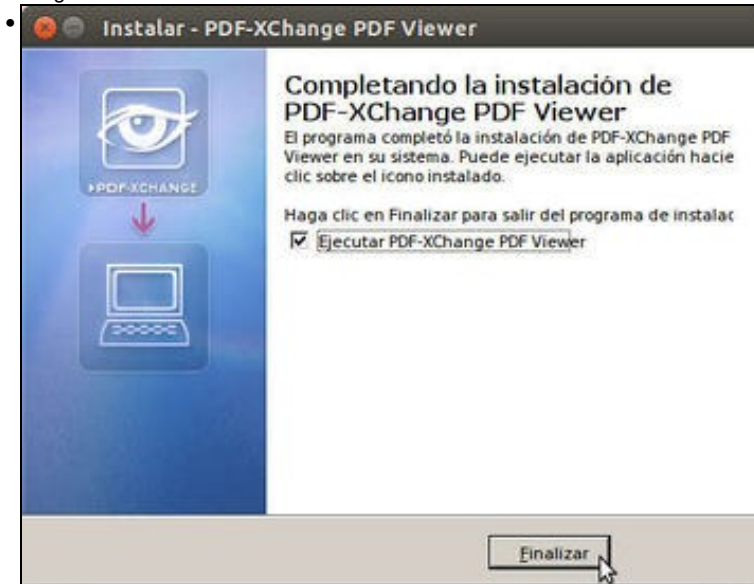 Instalar - PDF-XChange PDF Viewer
Completando la instalación de
PDF-XChange PDF Viewer
El programa completó la instalación de PDF-XChange PDF
Viewer en su sistema. Puede ejecutar la aplicación hacie
clic sobre el icono instalado.
Haga clic en Finalizar para salir del programa de instalac
Ejecutar PDF-XChange PDF Viewer
PDF-XCHANGE
Finalizar